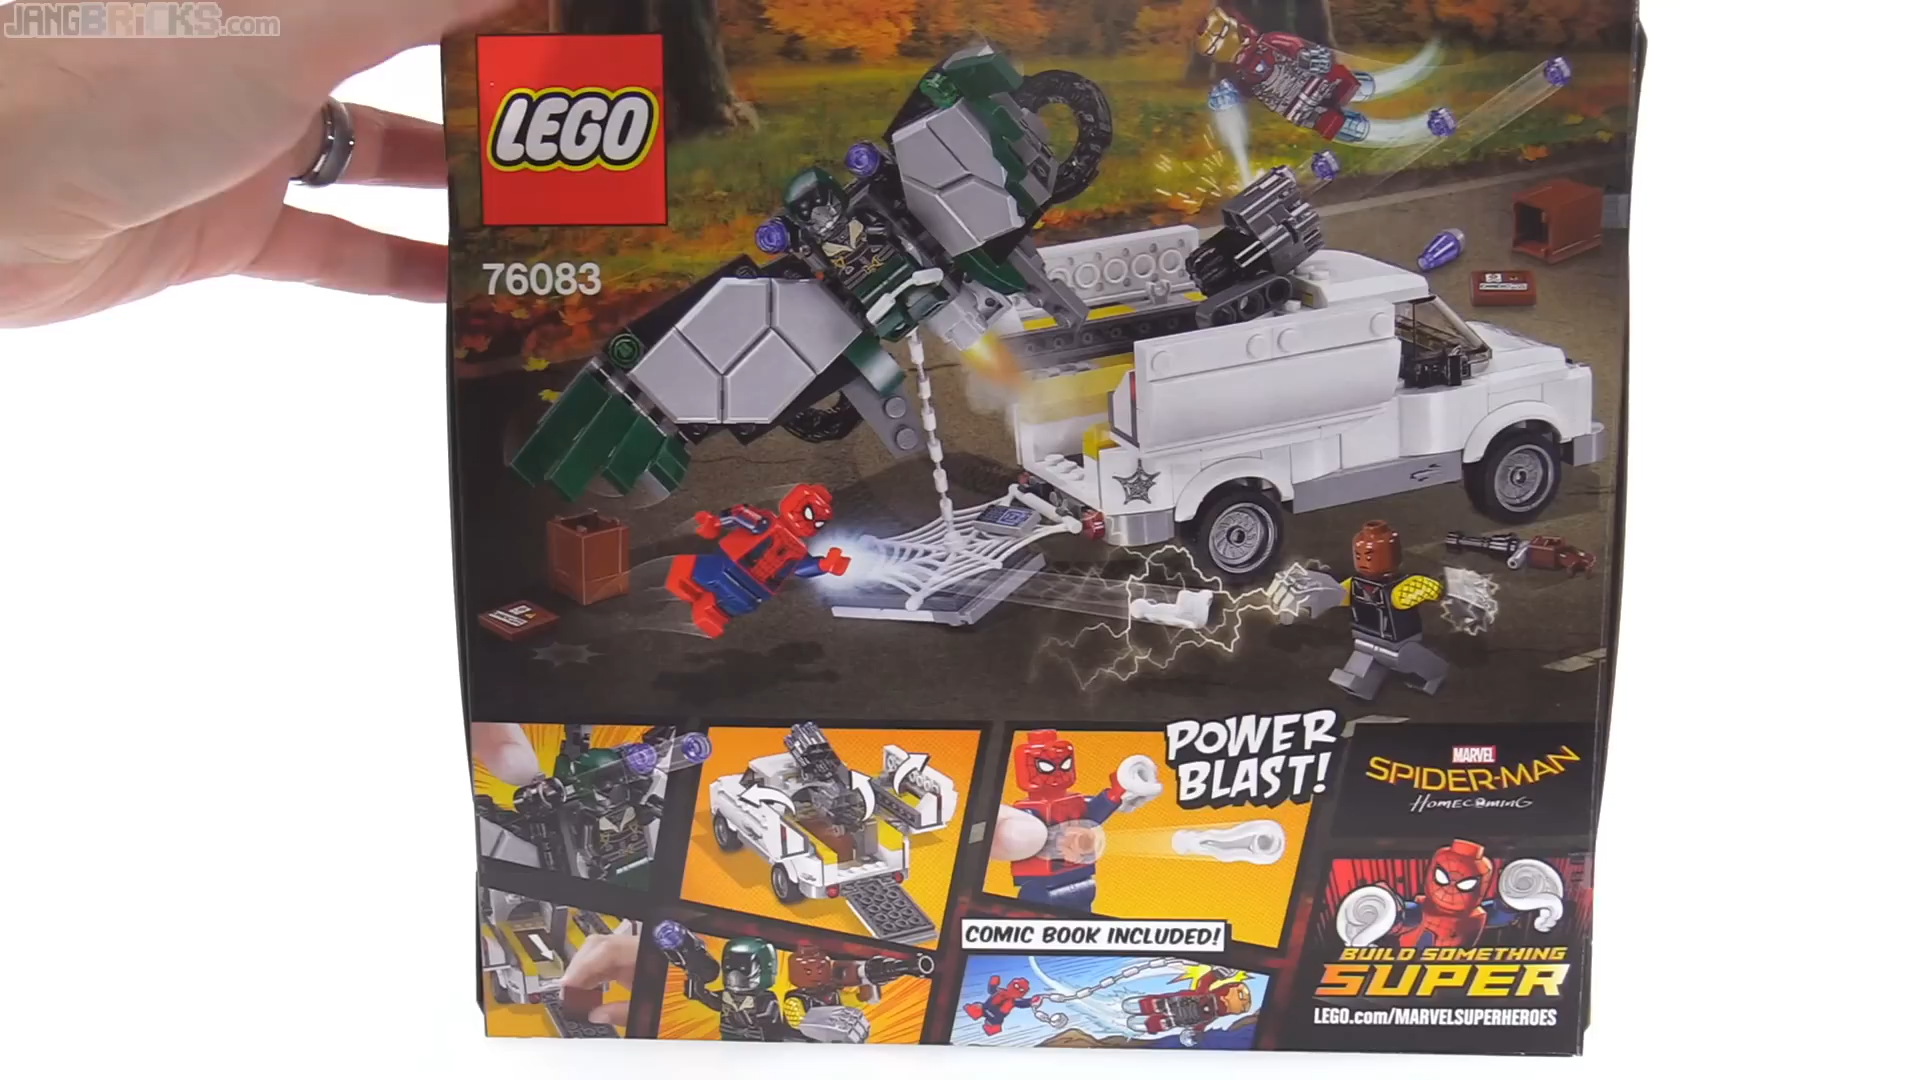 JANGBRiCKS.com
LEGO
76083
POWER
BLAST!
MARVEL
SPIDER-MAN
HOMECOMING
COMIC BOOK INCLUDED!
BUILD SOMETHING
SUPER
LEGO.com/MARVELSUPERHEROES